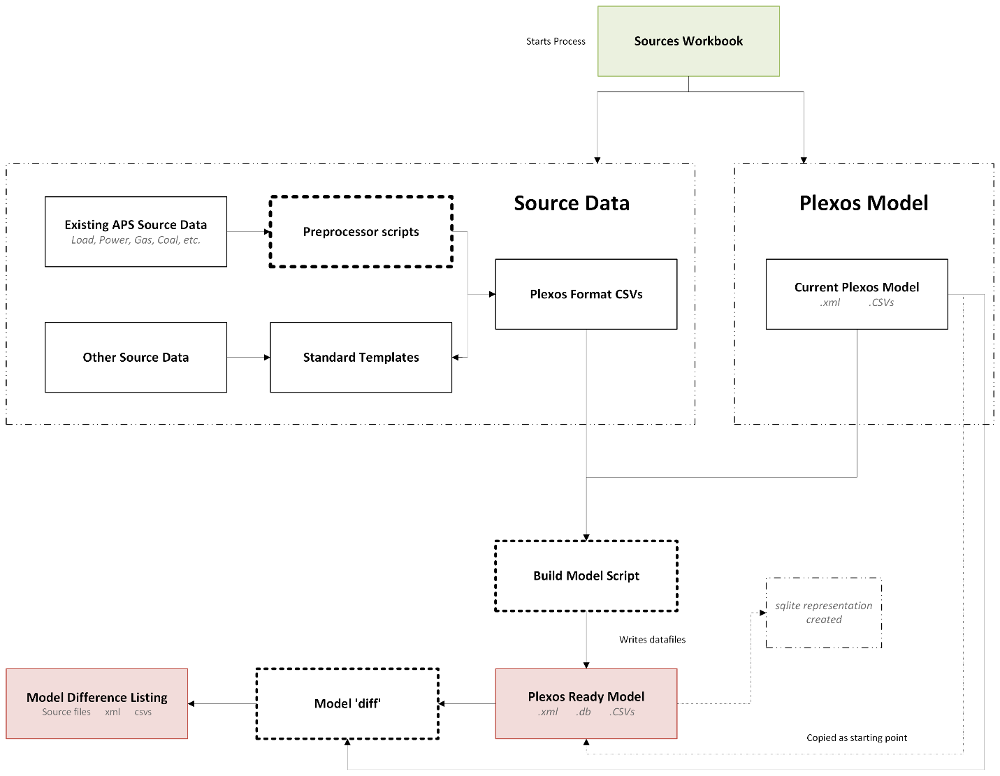 Starts Process
Sources Workbook
Source Data
Plexos Model
Existing APS Source Data
Load, Power, Gas, Coal, etc.
Preprocessor scripts
Plexos Format CSVs
Current Plexos Model
.xml .CSVs
Other Source Data
Standard Templates
Build Model Script
sqlite representation
created
Writes datafiles
Model Difference Listing
Source files xml csvs
Model 'diff'
Plexos Ready Model
.xml .db .CSVs
Copied as starting point